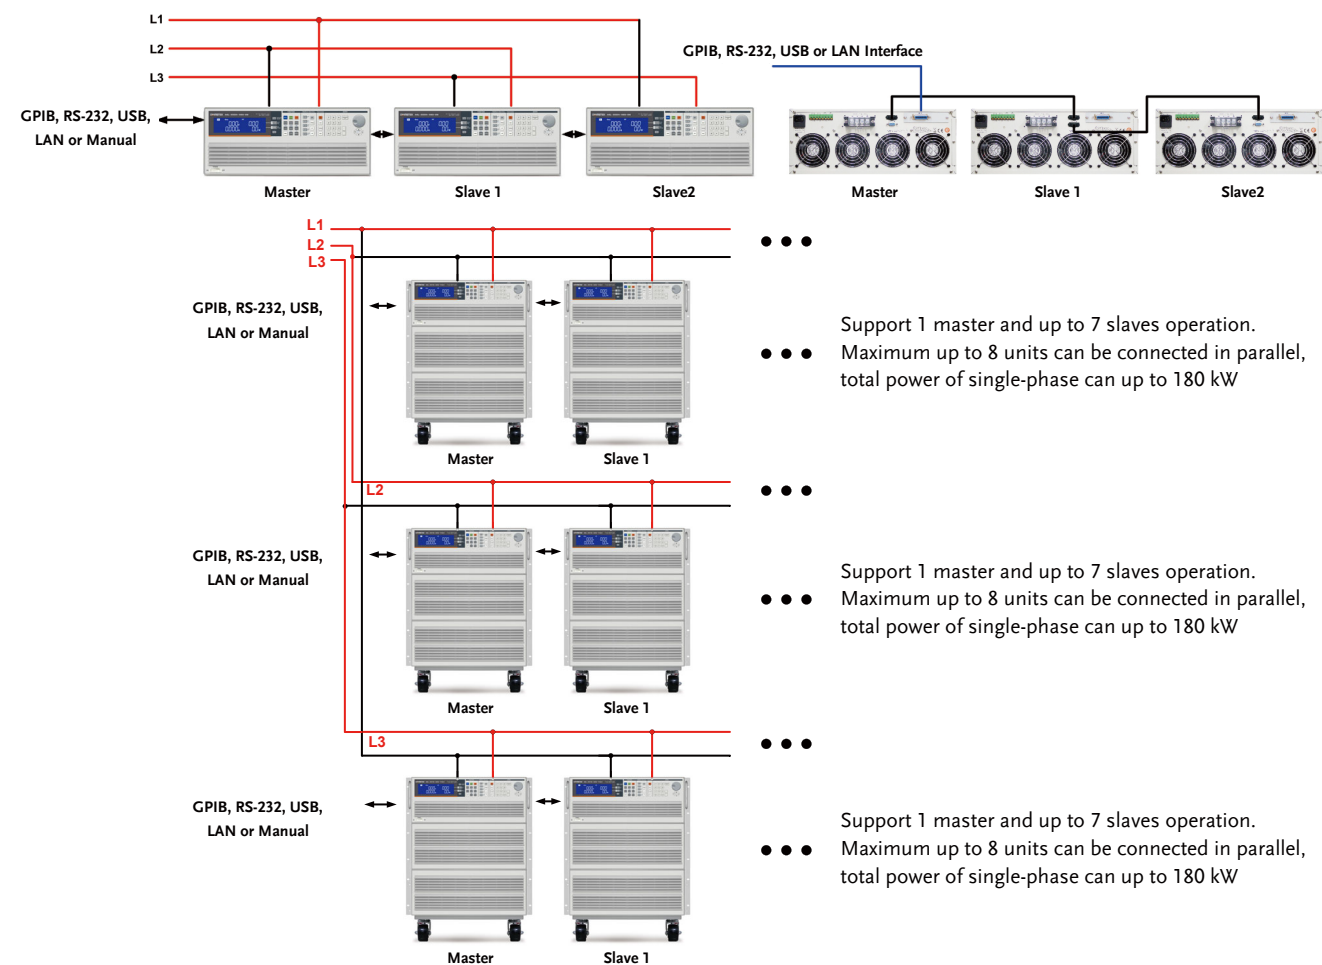 L1
L2
L3
GPIB, RS-232, USB,
LAN or Manual
Master
Slave 1
Slave2
GPIB, RS-232, USB or LAN Interface
Master
Slave 1
Slave2
L1
L2
L3
GPIB, RS-232, USB,
LAN or Manual
Master
Slave 1
Support 1 master and up to 7 slaves operation.
Maximum up to 8 units can be connected in parallel,
total power of single-phase can up to 180 kW
L2
GPIB, RS-232, USB,
LAN or Manual
Master
Slave 1
Support 1 master and up to 7 slaves operation.
Maximum up to 8 units can be connected in parallel,
total power of single-phase can up to 180 kW
L3
GPIB, RS-232, USB,
LAN or Manual
Master
Slave 1
Support 1 master and up to 7 slaves operation.
Maximum up to 8 units can be connected in parallel,
total power of single-phase can up to 180 kW